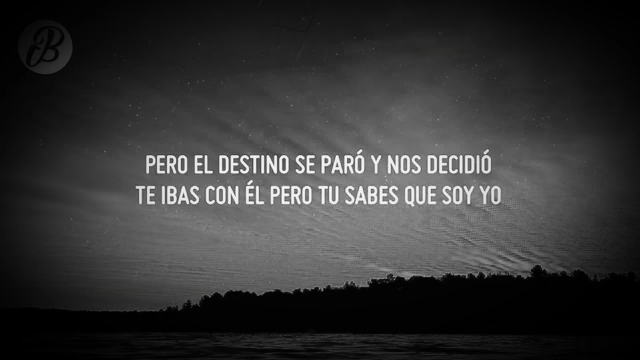 B
PERO EL DESTINO SE PARÓ Y NOS DECIDIÓ
TE IBAS CON ÉL PERO TU SABES QUE SOY YO